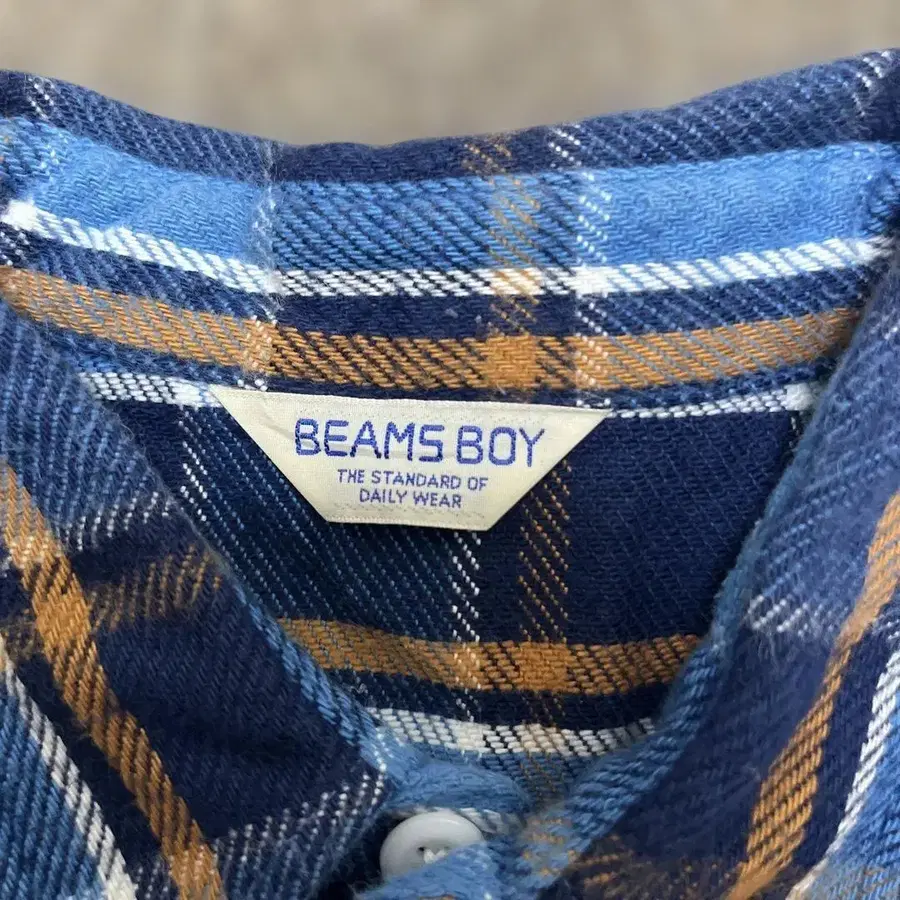 BEAMS BOY
THE STANDARD OF
DAILY WEAR